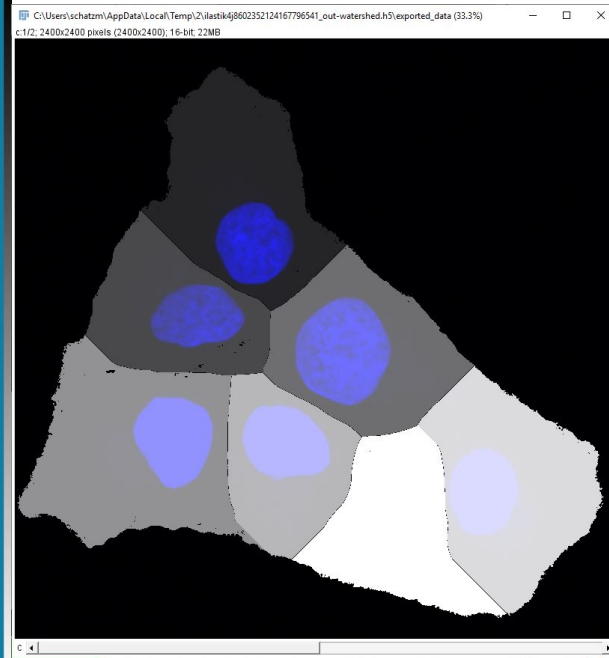 C:\Users\schatzm\AppData\Local\Temp\2\ilastik4j8602352124167796541_out-watershed.h5\exported_data (33.3%)
c:1/2; 2400x2400 pixels (2400x2400); 16-bit; 22MB
c